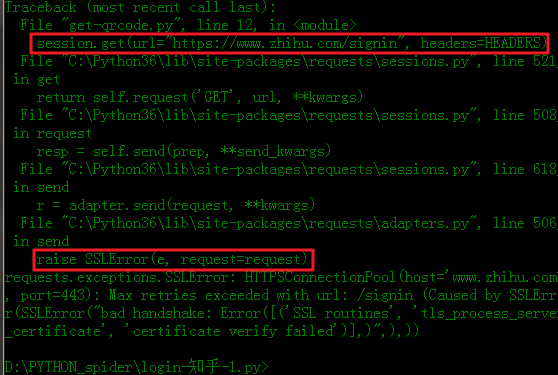 Traceback (most recent call last):
File "get-qrcode.py", line 12, in <module>
session.get(url="https://www.zhihu.com/signin", headers=HEADERS)
File "C:\Python36\lib\site-packages\requests\sessions.py", line 521,
in get
return self.request('GET', url, **kwargs)
File "C:\Python36\lib\site-packages\requests\sessions.py", line 508,
in request
resp = self.send(prep, **send_kwargs)
File "C:\Python36\lib\site-packages\requests\sessions.py", line 618,
in send
r = adapter.send(request, **kwargs)
File "C:\Python36\lib\site-packages\requests\adapters.py", line 506,
in send
raise SSLError(e, request=request)
requests.exceptions.SSLError: HTTPSConnectionPool(host='www.zhihu.com
, port=443): Max retries exceeded with url: /signin (Caused by SSLErr
r(SSLError("bad handshake: Error([('SSL routines', 'tls_process_serve
_certificate', 'certificate verify failed')],)",),))
D:\PYTHON_spider\login-知乎-1.py>